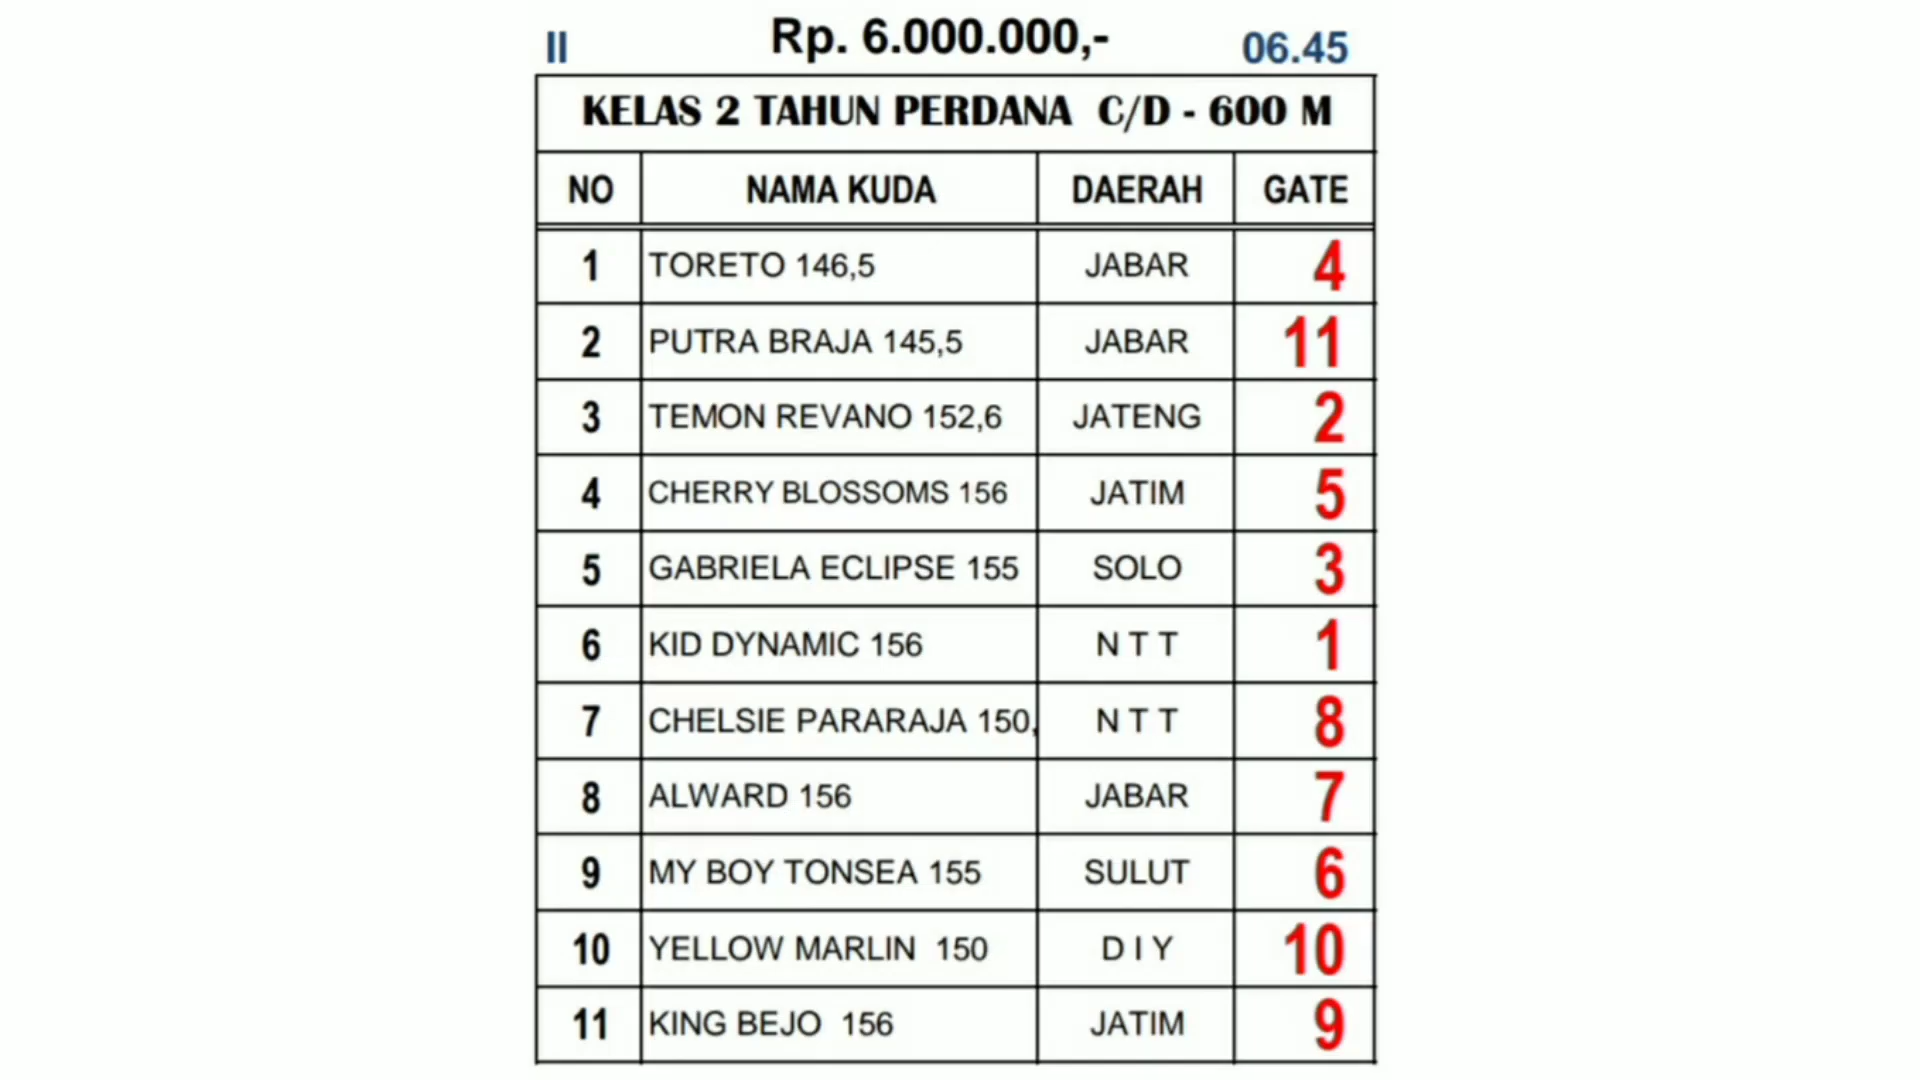 II Rp. 6.000.000,- 06.45
KELAS 2 TAHUN PERDANA C/D - 600 M
NO NAMA KUDA DAERAH GATE
1 TORETO 146,5 JABAR 4
2 PUTRA BRAJA 145,5 JABAR 11
3 TEMON REVANO 152,6 JATENG 2
4 CHERRY BLOSSOMS 156 JATIM 5
5 GABRIELA ECLIPSE 155 SOLO 3
6 KID DYNAMIC 156 N T T 1
7 CHELSIE PARARAJA 150, N T T 8
8 ALWARD 156 JABAR 7
9 MY BOY TONSEA 155 SULUT 6
10 YELLOW MARLIN 150 D I Y 10
11 KING BEJO 156 JATIM 9